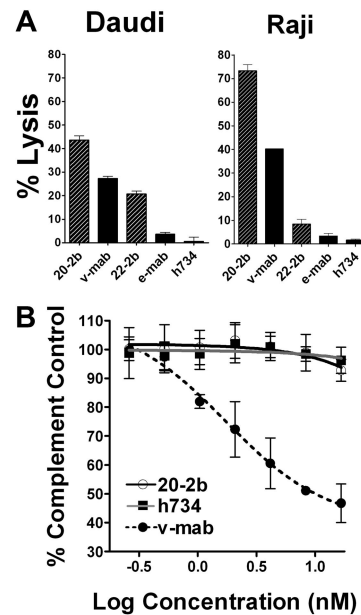 A
Daudi
Raji
% Lysis
80
70
60
50
40
30
20
10
0
20-2b
v-mab
22-2b
e-mab
h734
80
70
60
50
40
30
20
10
0
20-2b
v-mab
22-2b
e-mab
h734
B
% Complement Control
110
100
90
80
70
60
50
40
30
20-2b
h734
v-mab
-0.5
0.0
0.5
1.0
Log Concentration (nM)